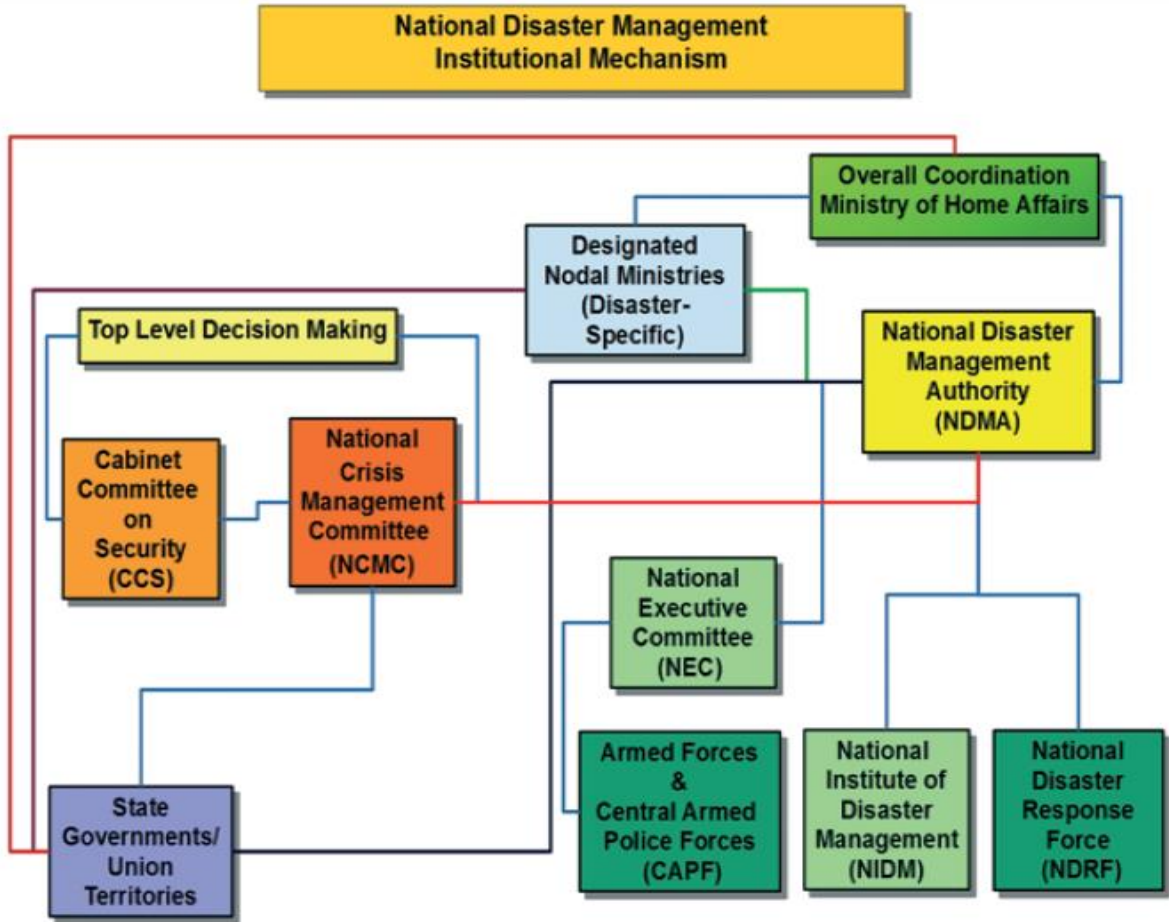 National Disaster Management
Institutional Mechanism
Overall Coordination
Ministry of Home Affairs
Designated
Nodal Ministries
(Disaster-
Specific)
Top Level Decision Making
National Disaster
Management
Authority
(NDMA)
Cabinet
Committee
on
Security
(CCS)
National
Crisis
Management
Committee
(NCMC)
National
Executive
Committee
(NEC)
State
Governments/
Union
Territories
Armed Forces
&
Central Armed
Police Forces
(CAPF)
National
Institute of
Disaster
Management
(NIDM)
National
Disaster
Response
Force
(NDRF)